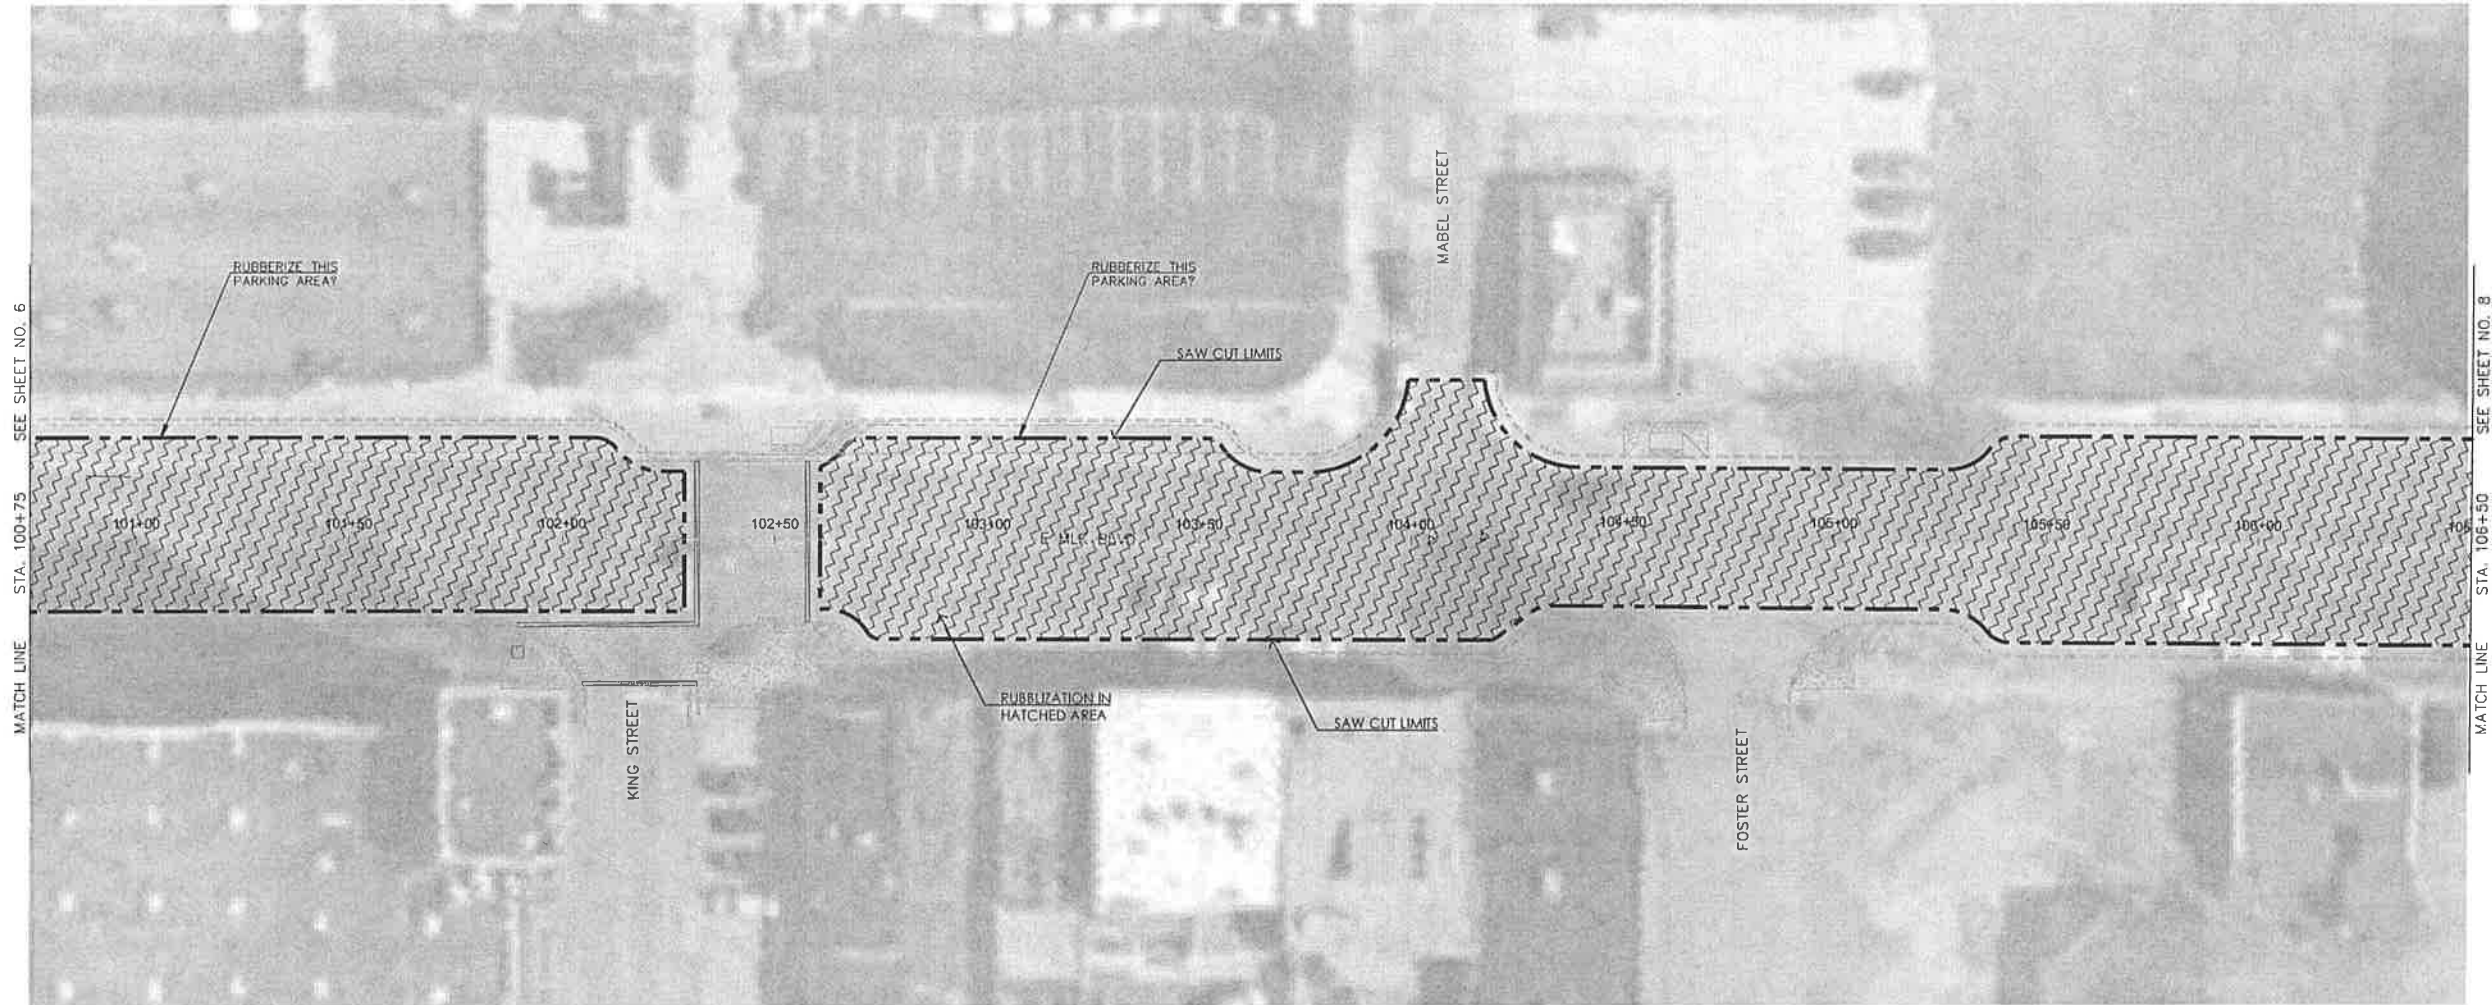 RUBBERIZE THIS
PARKING AREA?
RUBBERIZE THIS
PARKING AREA?
SAW CUT LIMITS
MABEL STREET
MATCH LINE STA. 100+75 SEE SHEET NO. 6
MATCH LINE STA. 106+50 SEE SHEET NO. 8
101+00
101+50
102+00
102+50
103+00
103+50
104+00
104+50
105+00
105+50
106+00
E MLK BLVD
RUBBLIZATION IN
HATCHED AREA
SAW CUT LIMITS
KING STREET
FOSTER STREET